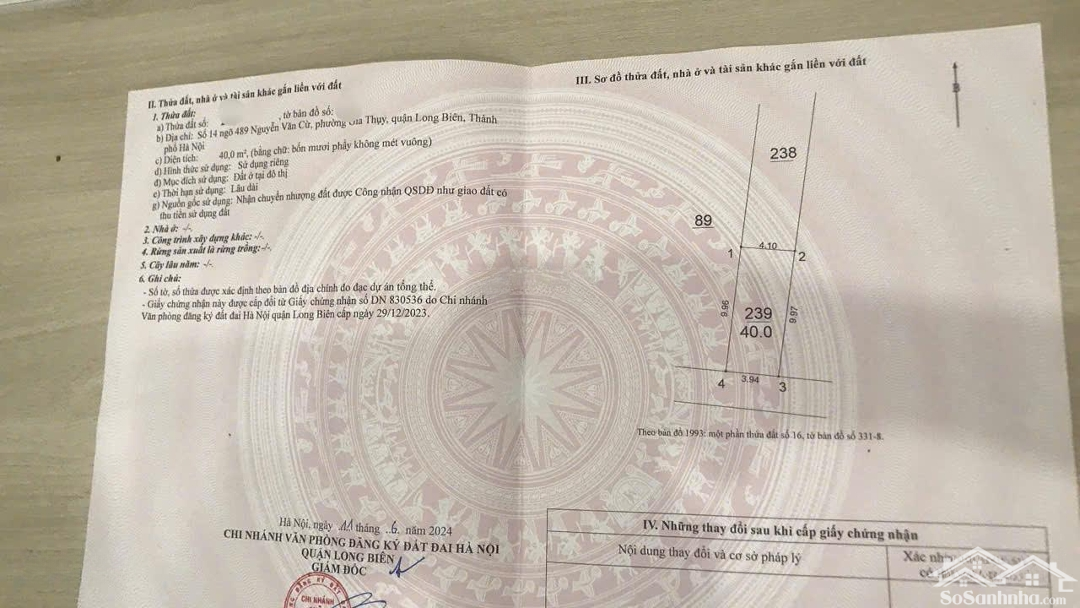 II. Thửa đất, nhà ở và tài sản khác gắn liền với đất
1. Thửa đất:
a) Thửa đất số: , tờ bản đồ số:
b) Địa chỉ: Số 14 ngõ 489 Nguyễn Văn Cừ, phường Gia Thụy, quận Long Biên, Thành
phố Hà Nội
c) Diện tích: 40,0 m², (bằng chữ: bốn mươi phẩy không mét vuông)
d) Hình thức sử dụng: Sử dụng riêng
đ) Mục đích sử dụng: Đất ở tại đô thị
e) Thời hạn sử dụng: Lâu dài
g) Nguồn gốc sử dụng: Nhận chuyển nhượng đất được Công nhận QSDĐ như giao đất có
thu tiền sử dụng đất
2. Nhà ở: -/-
3. Công trình xây dựng khác: -/-
4. Rừng sản xuất là rừng trồng: -/-
5. Cây lâu năm: -/-
6. Ghi chú:
- Số tờ, số thửa được xác định theo bản đồ địa chính đo đạc dự án tổng thể.
- Giấy chứng nhận này được cấp đổi từ Giấy chứng nhận số DN 830536 do Chi nhánh
Văn phòng đăng ký đất đai Hà Nội quận Long Biên cấp ngày 29/12/2023.
Hà Nội, ngày 11 tháng 6 năm 2024
CHI NHÁNH VĂN PHÒNG ĐĂNG KÝ ĐẤT ĐAI HÀ NỘI
QUẬN LONG BIÊN
GIÁM ĐỐC
CHI NHÁNH
III. Sơ đồ thửa đất, nhà ở và tài sản khác gắn liền với đất
B
238
89
1
4.10
2
9.96
239
9.97
40.0
4
3.94
3
Theo bản đồ 1993: một phần thửa đất số 16, tờ bản đồ số 331-8.
IV. Những thay đổi sau khi cấp giấy chứng nhận
Nội dung thay đổi và cơ sở pháp lý
Xác
SoSanhnha.com